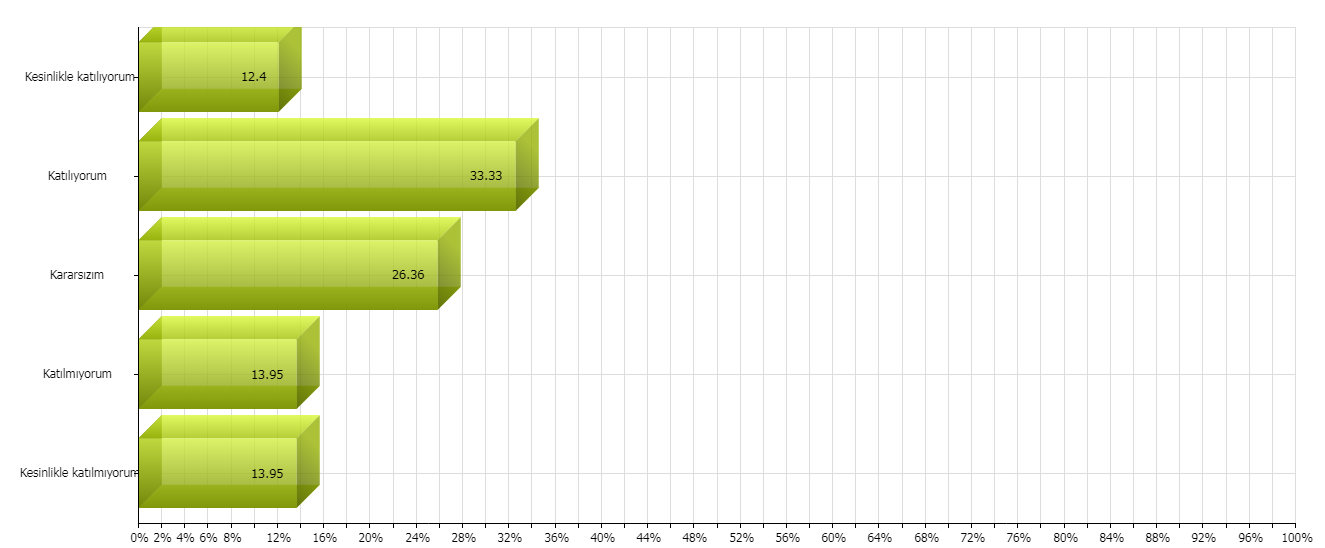 Kesinlikle katılıyorum
12.4
Katılıyorum
33.33
Kararsızım
26.36
Katılmıyorum
13.95
Kesinlikle katılmıyorum
13.95
0% 2% 4% 6% 8% 12% 16% 20% 24% 28% 32% 36% 40% 44% 48% 52% 56% 60% 64% 68% 72% 76% 80% 84% 88% 92% 96% 100%